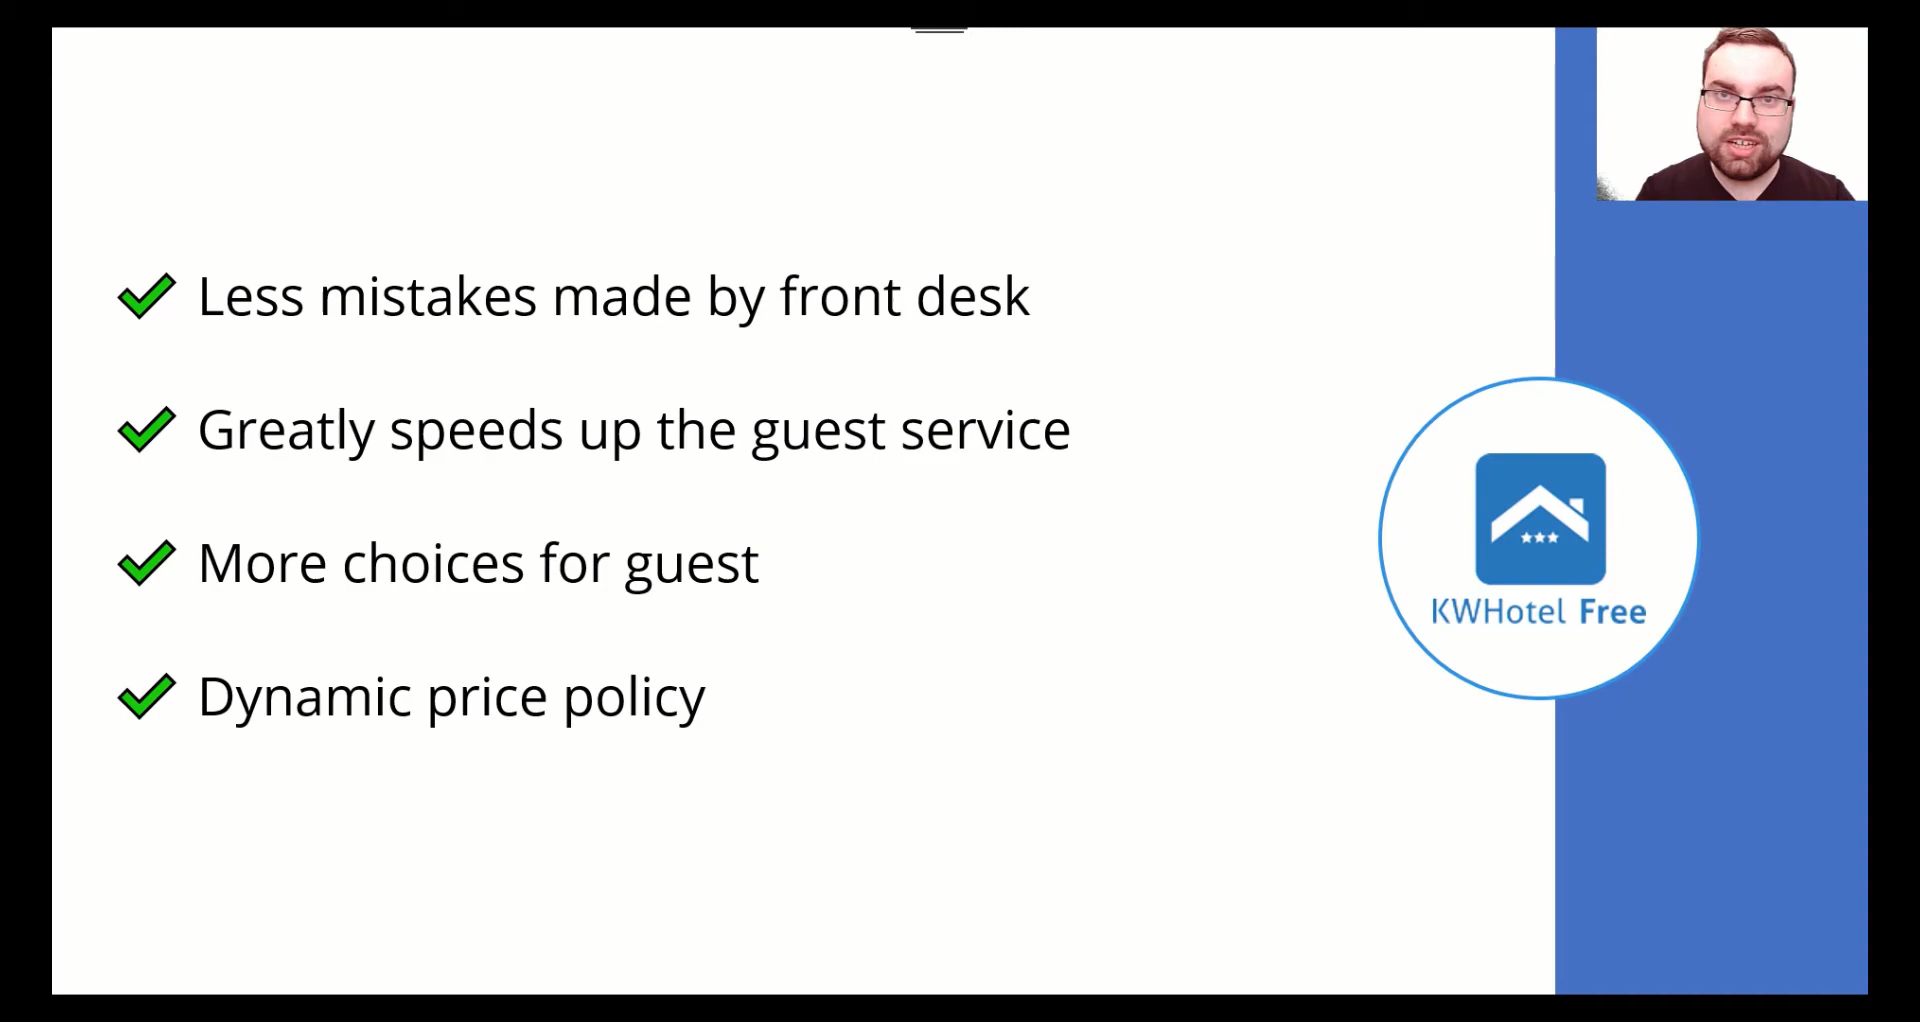 Less mistakes made by front desk
Greatly speeds up the guest service
More choices for guest
Dynamic price policy
KWHotel Free